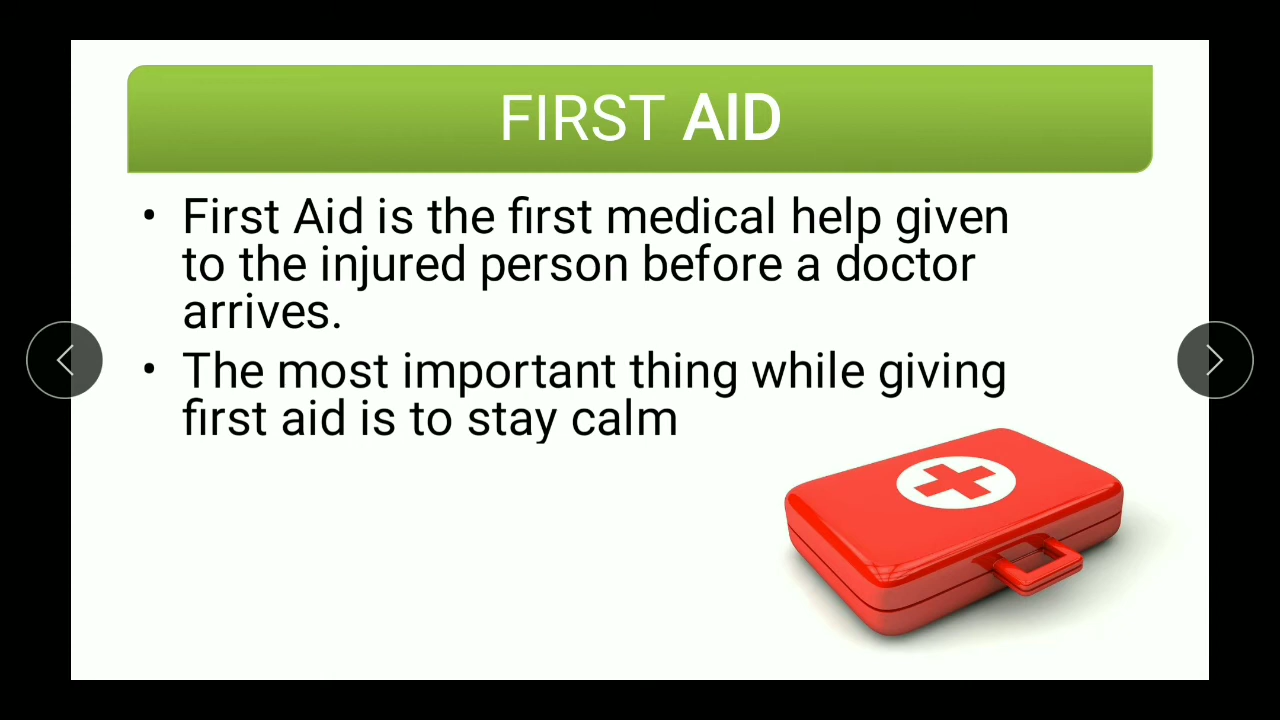 FIRST AID
• First Aid is the first medical help given
to the injured person before a doctor
arrives.
• The most important thing while giving
first aid is to stay calm